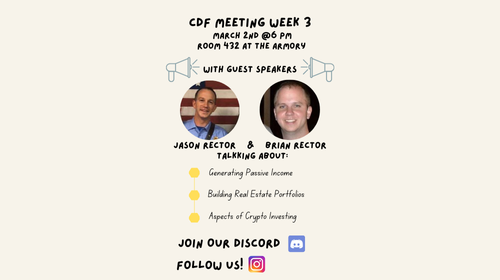 CDF MEETING WEEK 3
MARCH 2ND @6 PM
ROOM 432 AT THE ARMORY
WITH GUEST SPEAKERS
JASON RECTOR & BRIAN RECTOR
TALKKING ABOUT:
Generating Passive Income
Building Real Estate Portfolios
Aspects of Crypto Investing
JOIN OUR DISCORD
FOLLOW US!